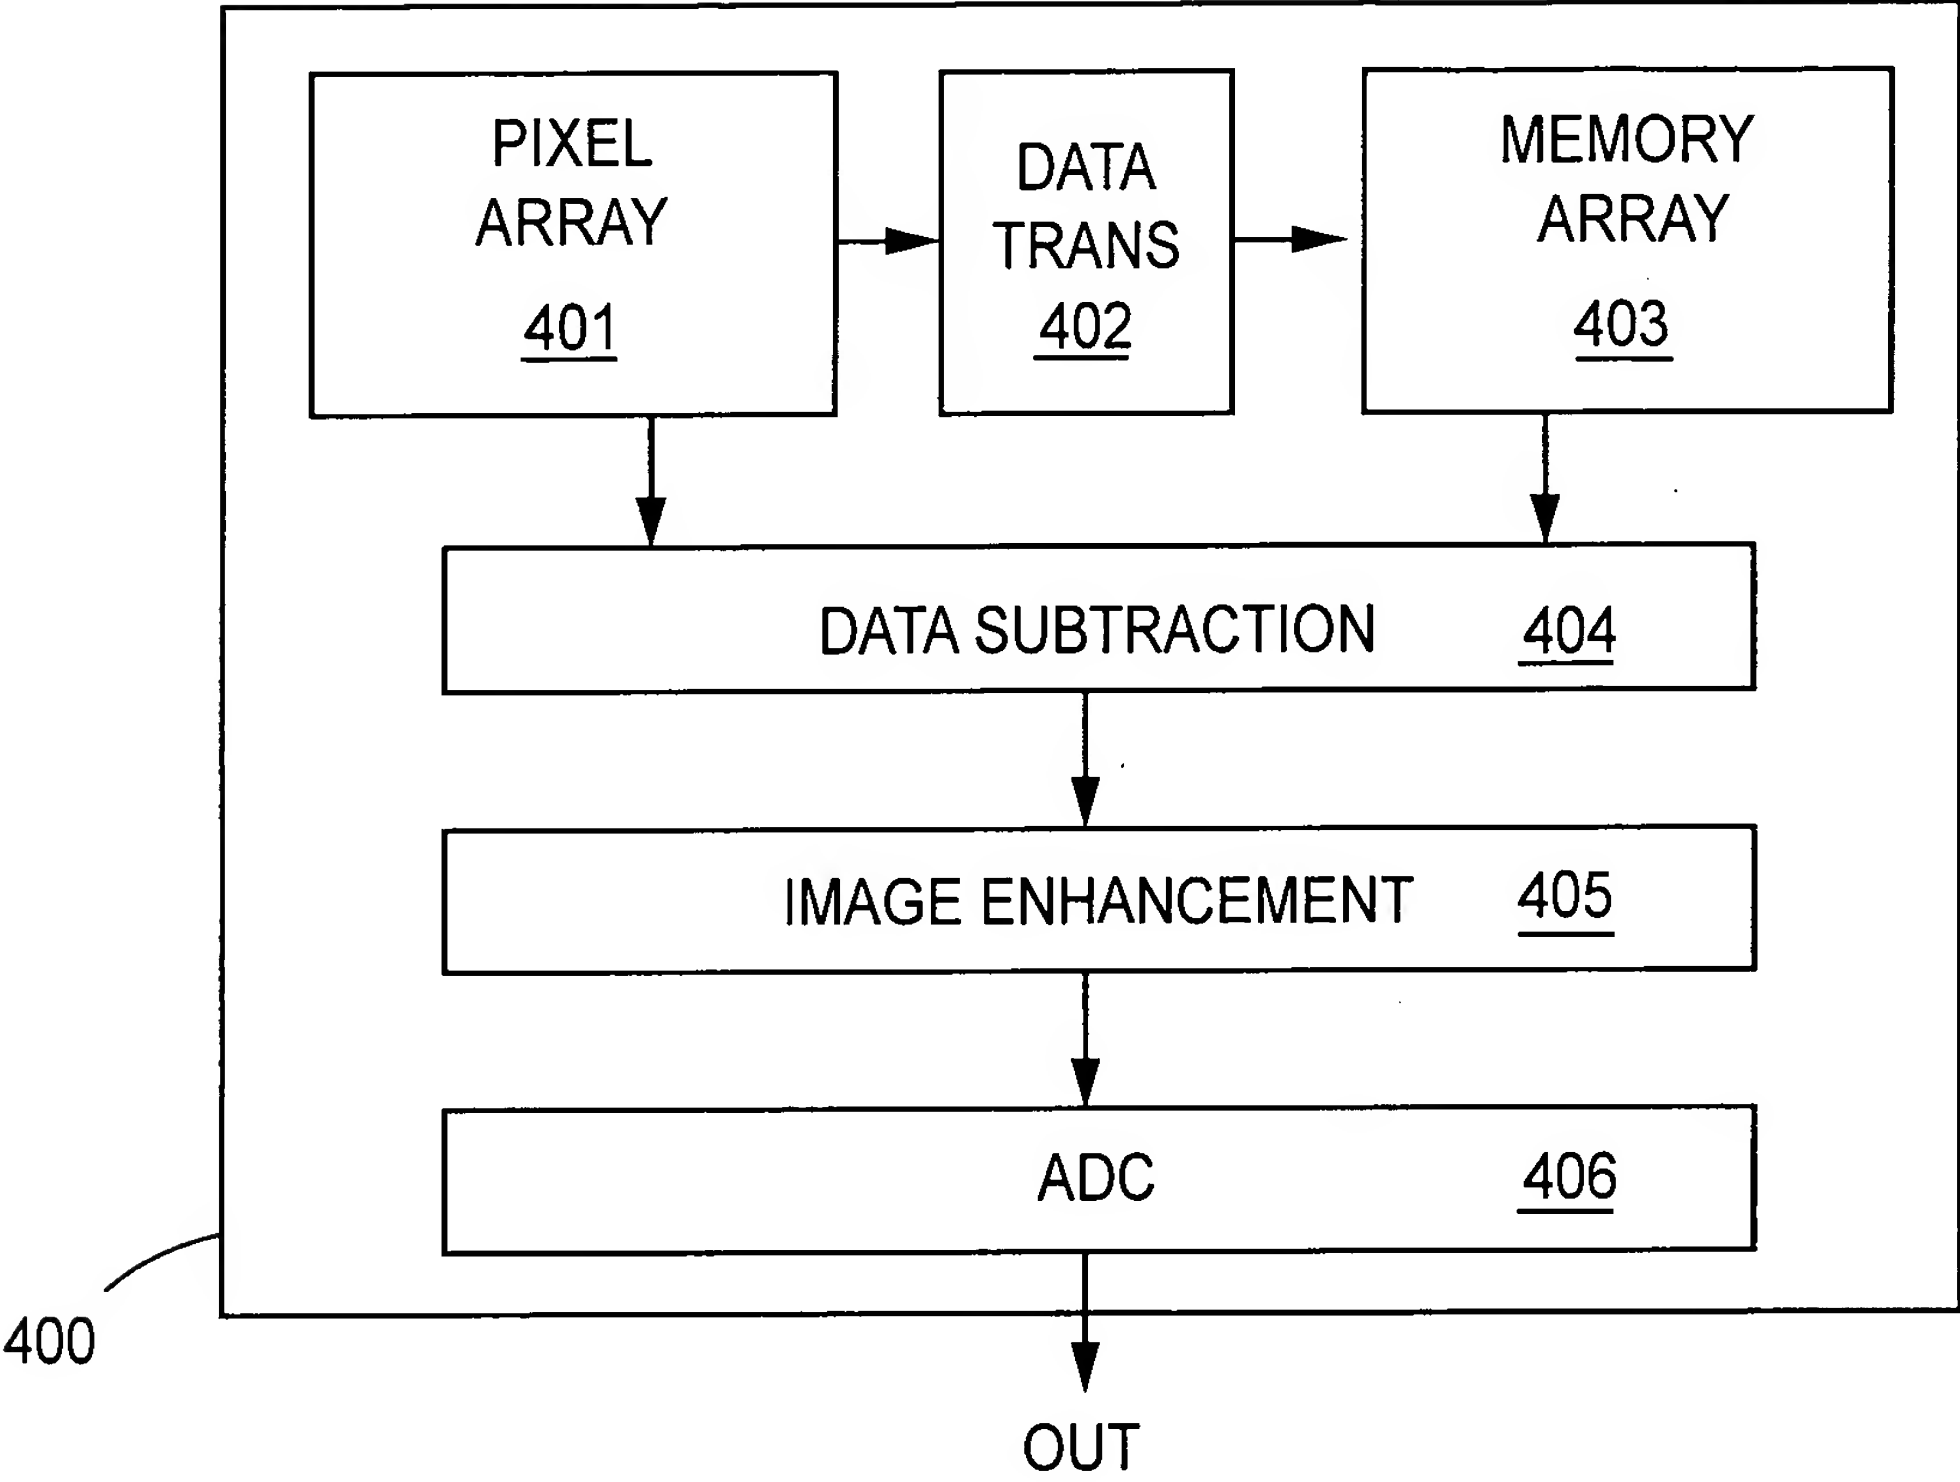 PIXEL
ARRAY
401
DATA
TRANS
402
MEMORY
ARRAY
403
DATA SUBTRACTION 404
IMAGE ENHANCEMENT 405
ADC 406
400
OUT